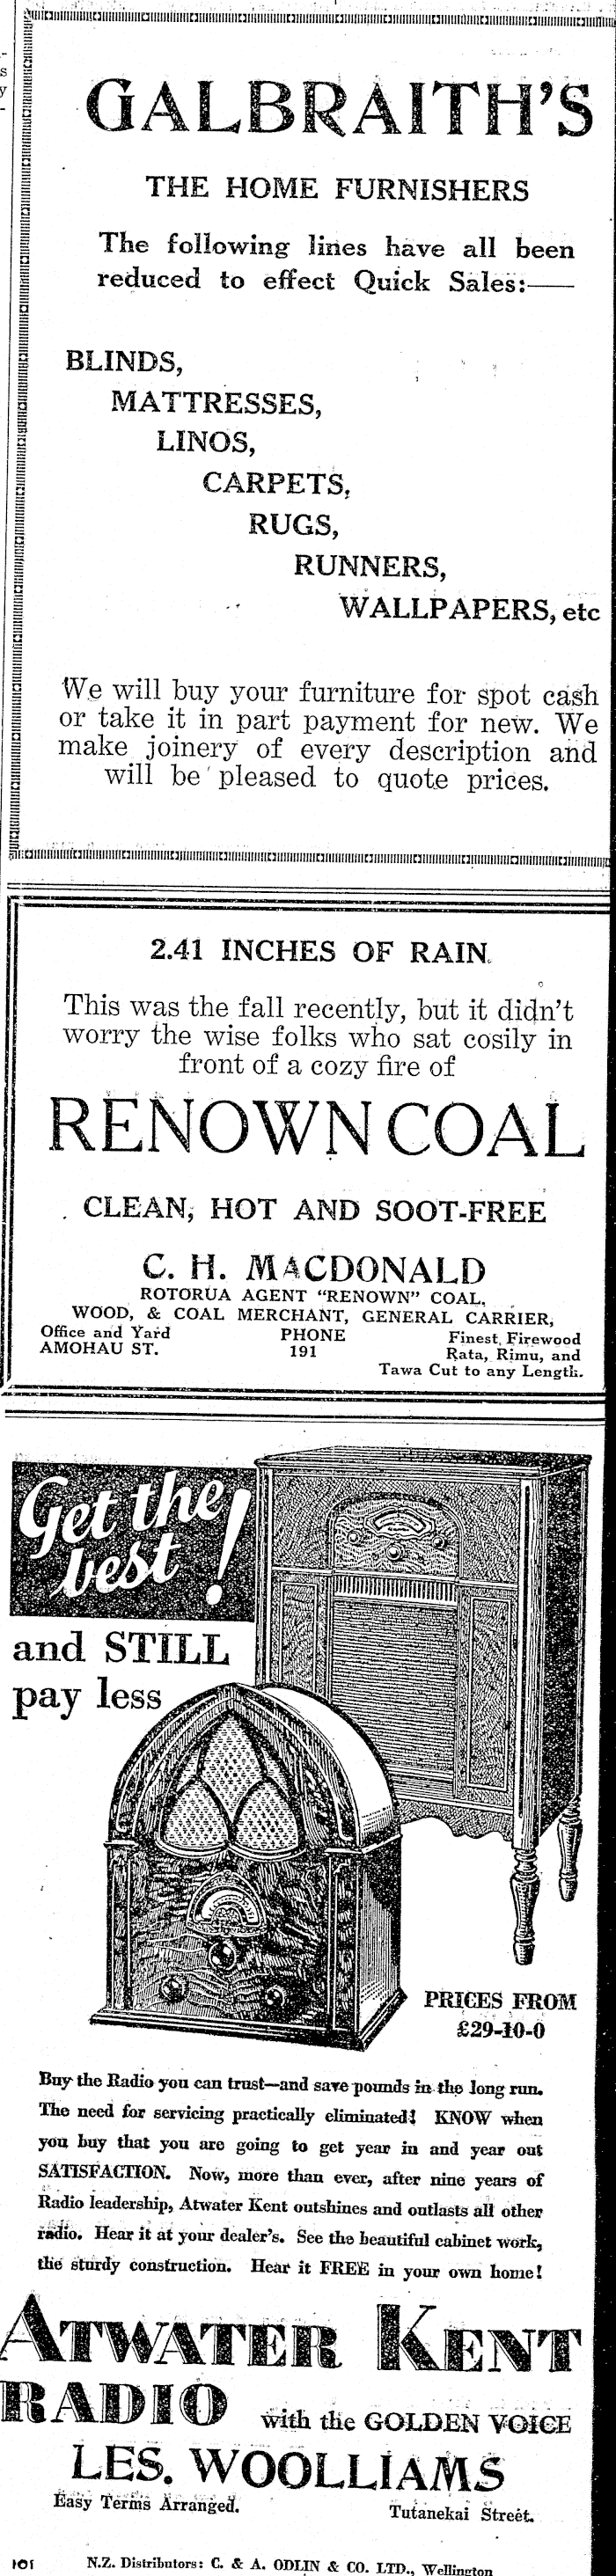 GALBRAITH'S
THE HOME FURNISHERS
The following lines have all been
reduced to effect Quick Sales:—
BLINDS,
MATTRESSES,
LINOS,
CARPETS,
RUGS,
RUNNERS,
WALLPAPERS, etc
We will buy your furniture for spot cash
or take it in part payment for new. We
make joinery of every description and
will be pleased to quote prices.
2.41 INCHES OF RAIN.
This was the fall recently, but it didn't
worry the wise folks who sat cosily in
front of a cozy fire of
RENOWN COAL
CLEAN, HOT AND SOOT-FREE
C. H. MACDONALD
ROTORUA AGENT "RENOWN" COAL,
WOOD, & COAL MERCHANT, GENERAL CARRIER,
Office and Yard PHONE Finest Firewood
AMOHAU ST. 191 Rata, Rimu, and
Tawa Cut to any Length.
Get the
best!
and STILL
pay less
PRICES FROM
£29-10-0
Buy the Radio you can trust—and save pounds in the long run.
The need for servicing practically eliminated! KNOW when
you buy that you are going to get year in and year out
SATISFACTION. Now, more than ever, after nine years of
Radio leadership, Atwater Kent outshines and outlasts all other
radio. Hear it at your dealer's. See the beautiful cabinet work,
the sturdy construction. Hear it FREE in your own home!
ATWATER KENT
RADIO with the GOLDEN VOICE
LES. WOOLLIAMS
Easy Terms Arranged. Tutanekai Street.
N.Z. Distributors: C. & A. ODLIN & CO. LTD., Wellington